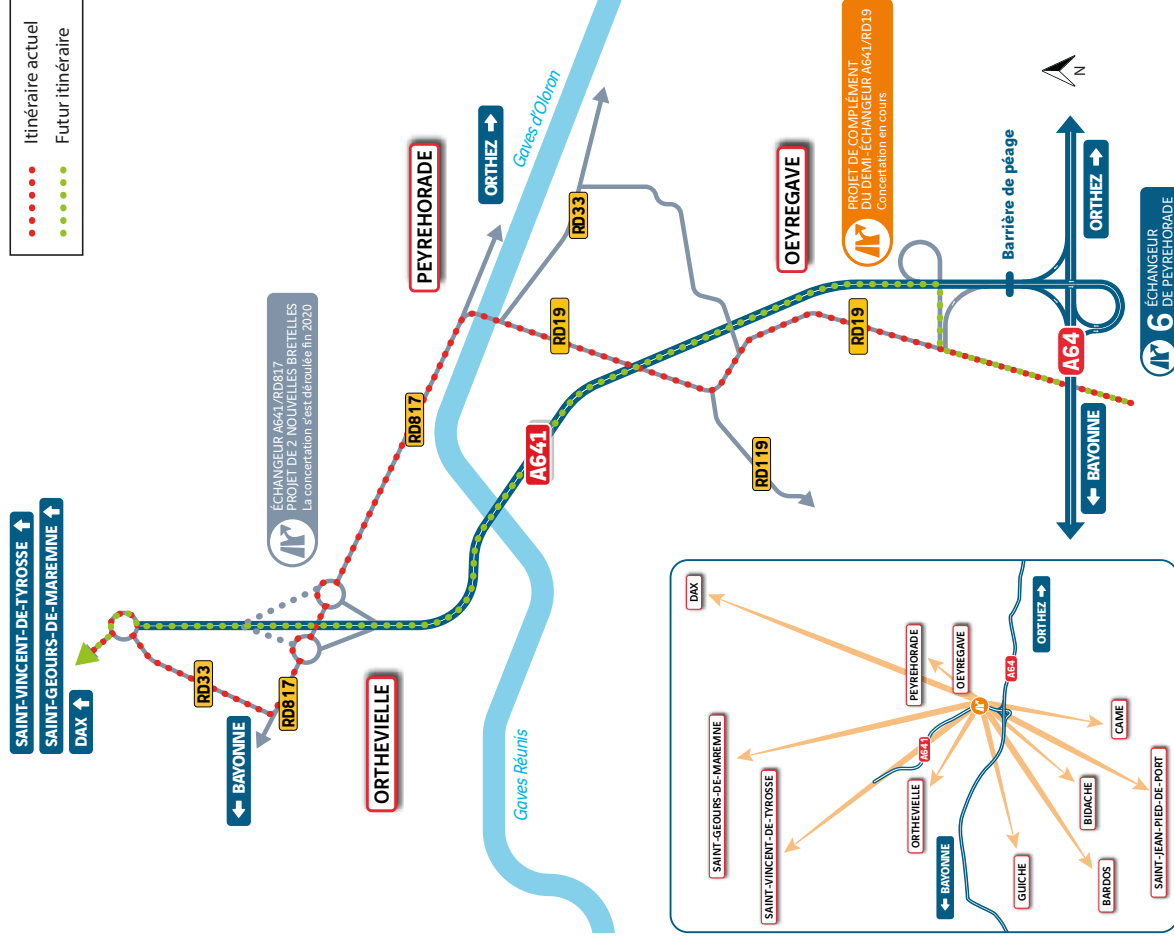 Itinéraire actuel
Futur itinéraire
SAINT-VINCENT-DE-TYROSSE
SAINT-GEOURS-DE-MAREMNE
DAX
ÉCHANGEUR A641/RD817
PROJET DE 2 NOUVELLES BRETELLES
La concertation s'est déroulée fin 2020
RD33
RD817
BAYONNE
ORTHEVIELLE
RD817
PEYREHORADE
ORTHEZ
Gaves d'Oloron
Gaves Réunis
RD33
A641
RD19
RD119
OEYREGAVE
RD19
PROJET DE COMPLÉMENT
DU DEMI-ECHANGEUR A641/RD19
Concertation en cours
Barrière de péage
N
A64
BAYONNE
ORTHEZ
6 ÉCHANGEUR
DE PEYREHORADE
DAX
SAINT-GEOURS-DE-MAREMNE
SAINT-VINCENT-DE-TYROSSE
PEYREHORADE
OEYREGAVE
A641
ORTHEVIELLE
ORTHEZ
A64
BAYONNE
GUICHE
BIDACHE
CAME
BARDOS
SAINT-JEAN-PIED-DE-PORT